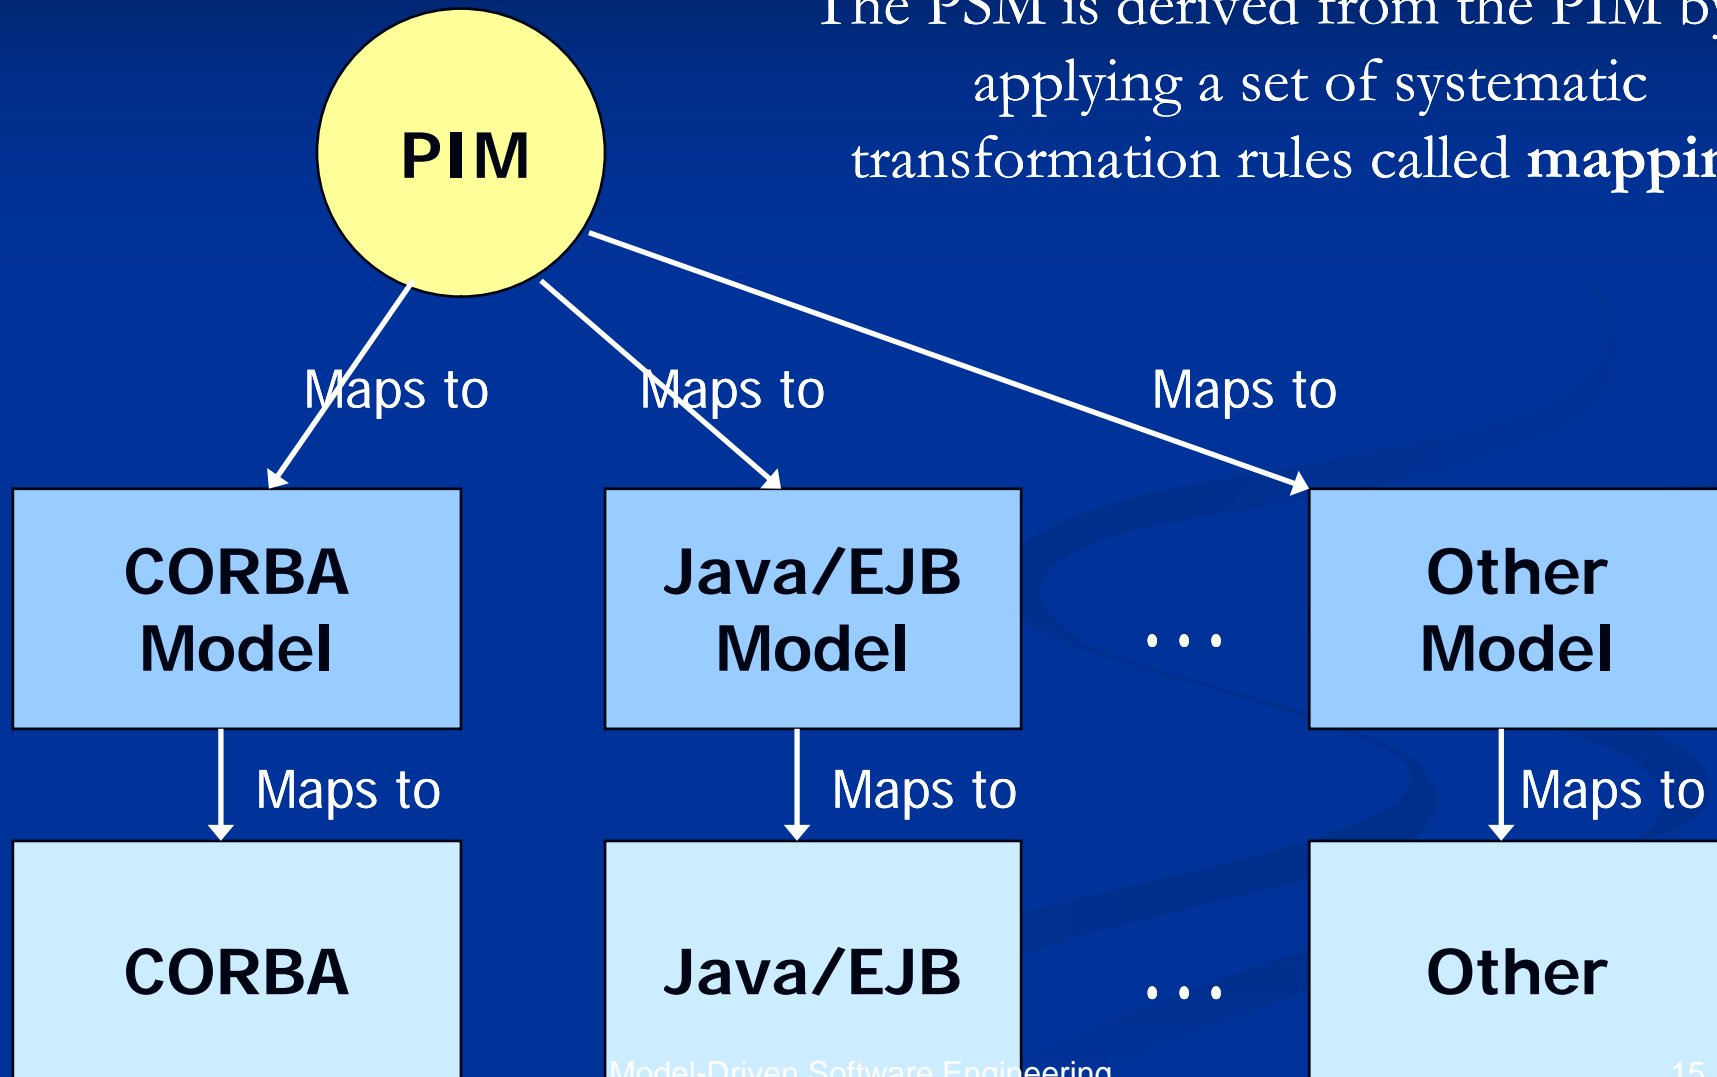 The PSM is derived from the PIM by
applying a set of systematic
transformation rules called mappin
PIM
Maps to
Maps to
Maps to
CORBA
Model
Java/EJB
Model
...
Other
Model
Maps to
Maps to
Maps to
CORBA
Java/EJB
...
Other
Model-Driven Software Engineering
15